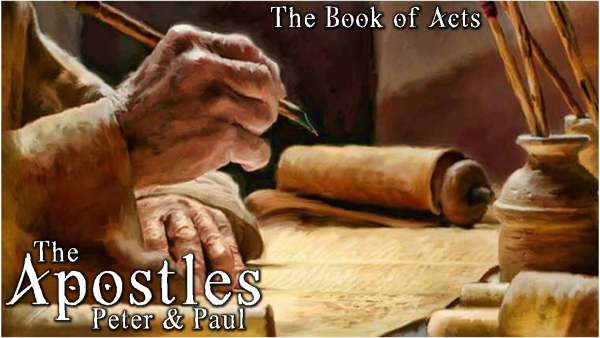 The Book of Acts
The
Apostles
Peter & Paul